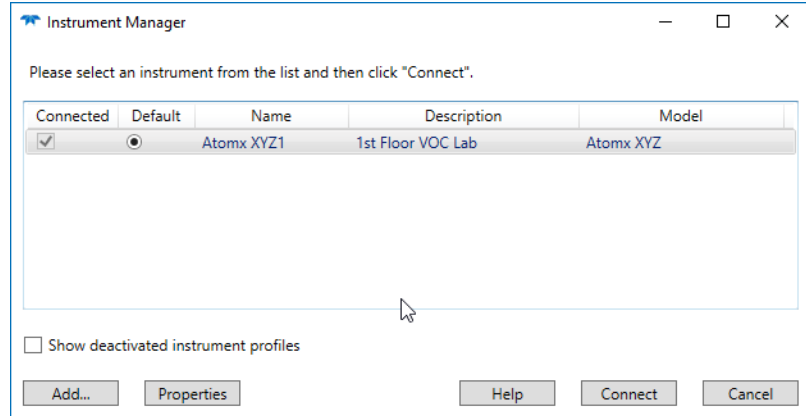 Instrument Manager
Please select an instrument from the list and then click "Connect".
Connected Default Name Description Model
Atomx XYZ1 1st Floor VOC Lab Atomx XYZ
Show deactivated instrument profiles
Add... Properties Help Connect Cancel